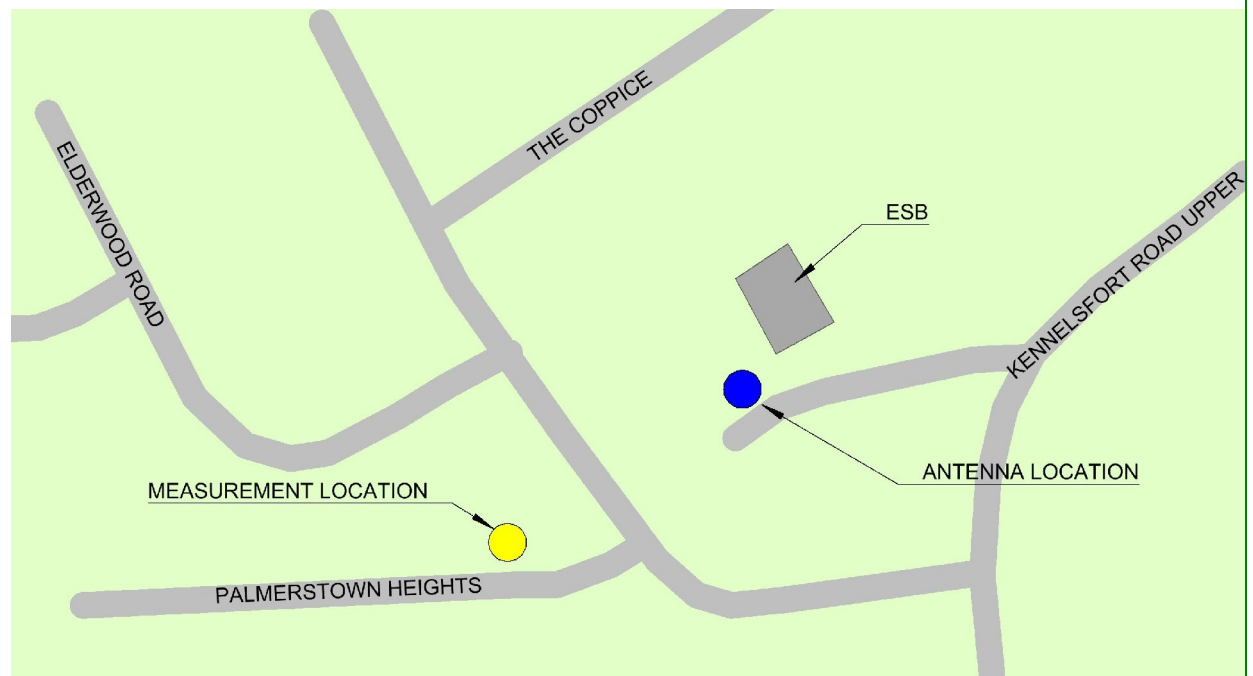 THE COPPICE
ELDERWOOD ROAD
ESB
KENNELSFORT ROAD UPPER
ANTENNA LOCATION
MEASUREMENT LOCATION
PALMERSTOWN HEIGHTS